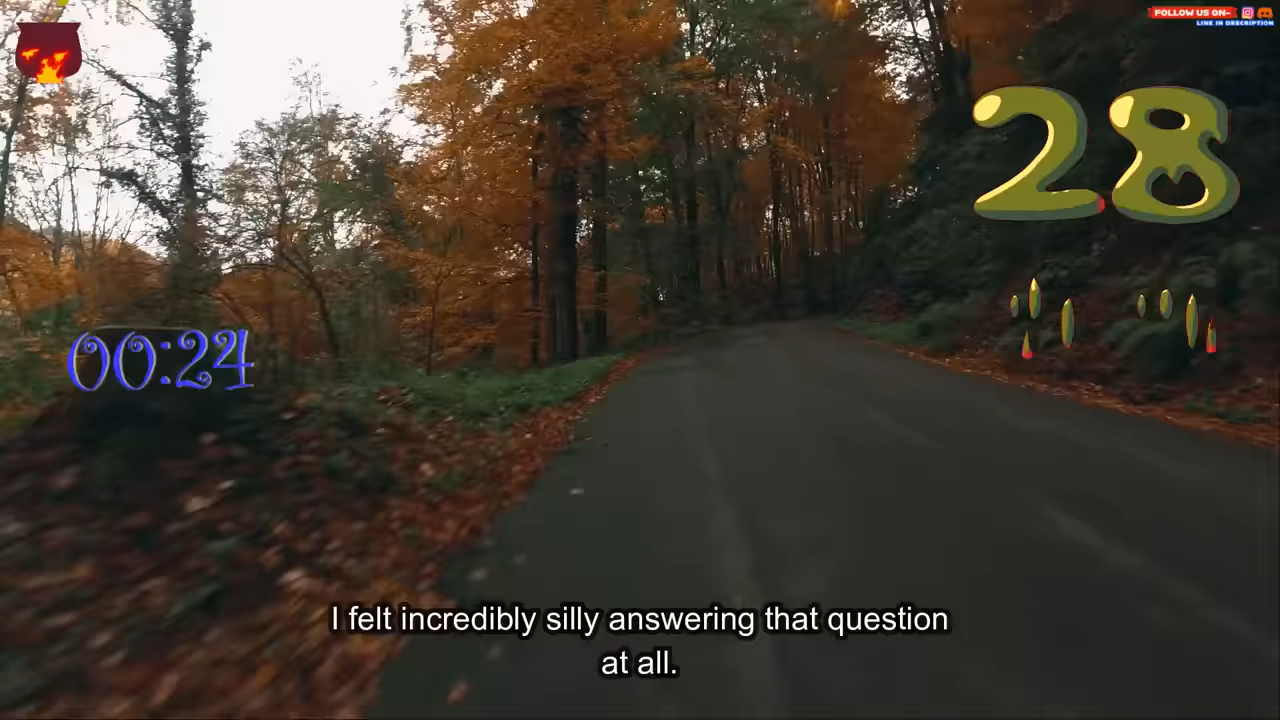 FOLLOW US ON-
LINK IN DESCRIPTION
28
00:24
I felt incredibly silly answering that question
at all.